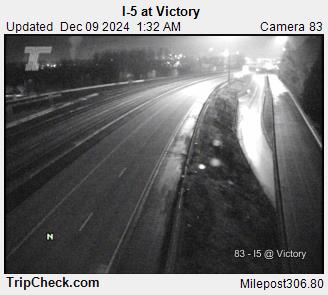 I-5 at Victory
Updated Dec 09 2024 1:32 AM Camera 83
T
N
83 - I5 @ Victory
TripCheck.com Milepost306.80